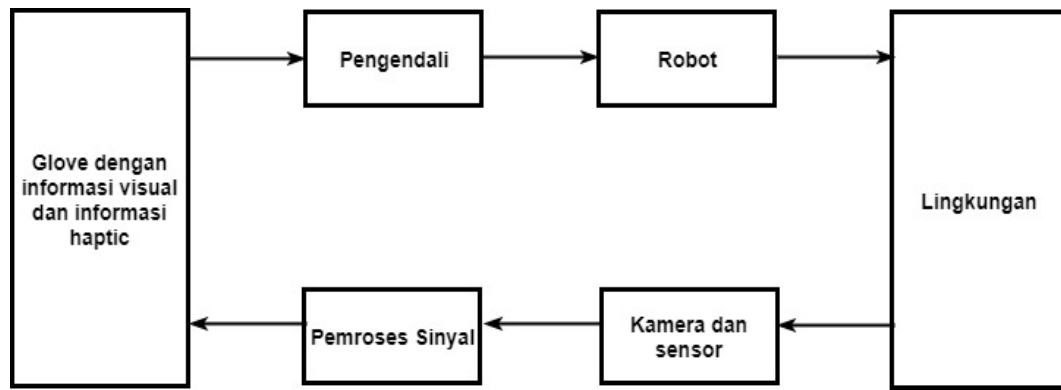 Glove dengan
informasi visual
dan informasi
haptic
Pengendali
Robot
Lingkungan
Pemroses Sinyal
Kamera dan
sensor